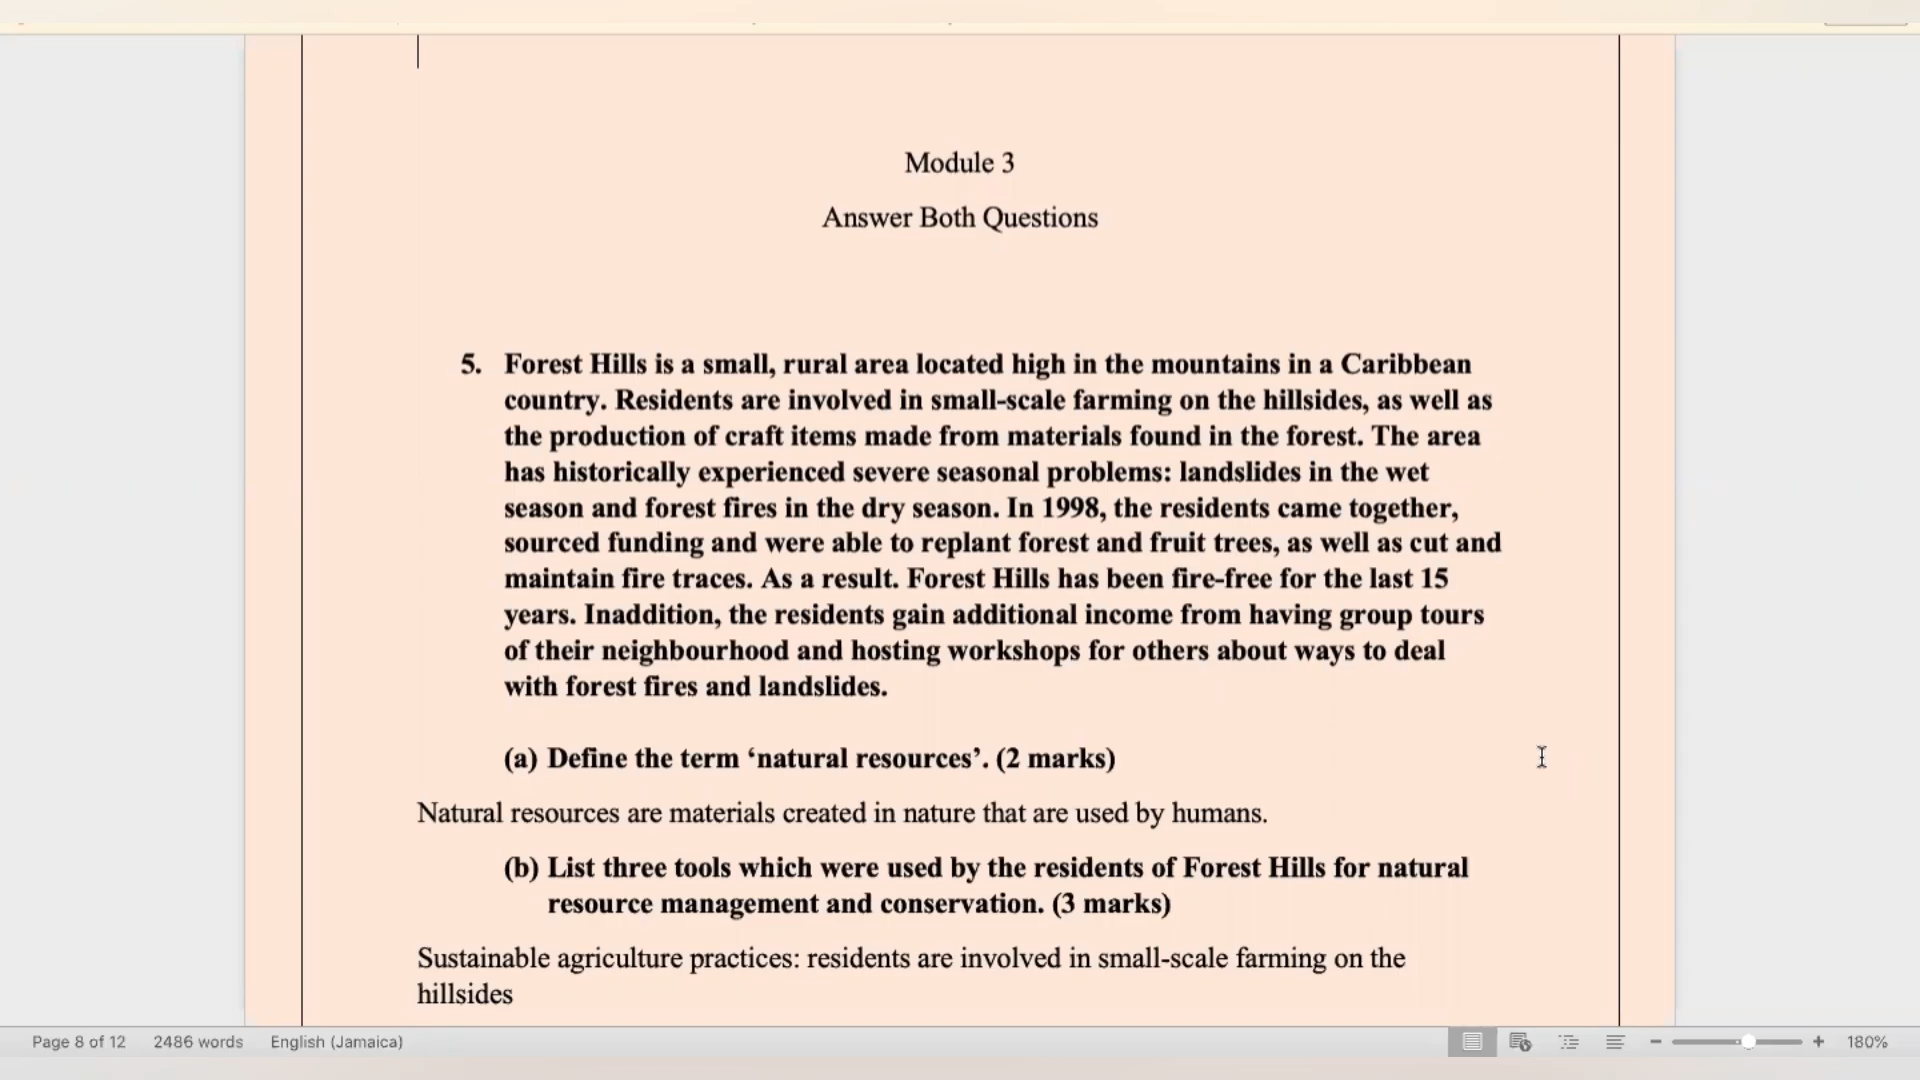 Module 3
Answer Both Questions
5. Forest Hills is a small, rural area located high in the mountains in a Caribbean
country. Residents are involved in small-scale farming on the hillsides, as well as
the production of craft items made from materials found in the forest. The area
has historically experienced severe seasonal problems: landslides in the wet
season and forest fires in the dry season. In 1998, the residents came together,
sourced funding and were able to replant forest and fruit trees, as well as cut and
maintain fire traces. As a result. Forest Hills has been fire-free for the last 15
years. Inaddition, the residents gain additional income from having group tours
of their neighbourhood and hosting workshops for others about ways to deal
with forest fires and landslides.
(a) Define the term ‘natural resources’. (2 marks)
Natural resources are materials created in nature that are used by humans.
(b) List three tools which were used by the residents of Forest Hills for natural
resource management and conservation. (3 marks)
Sustainable agriculture practices: residents are involved in small-scale farming on the
hillsides
Page 8 of 12 2486 words English (Jamaica) 180%